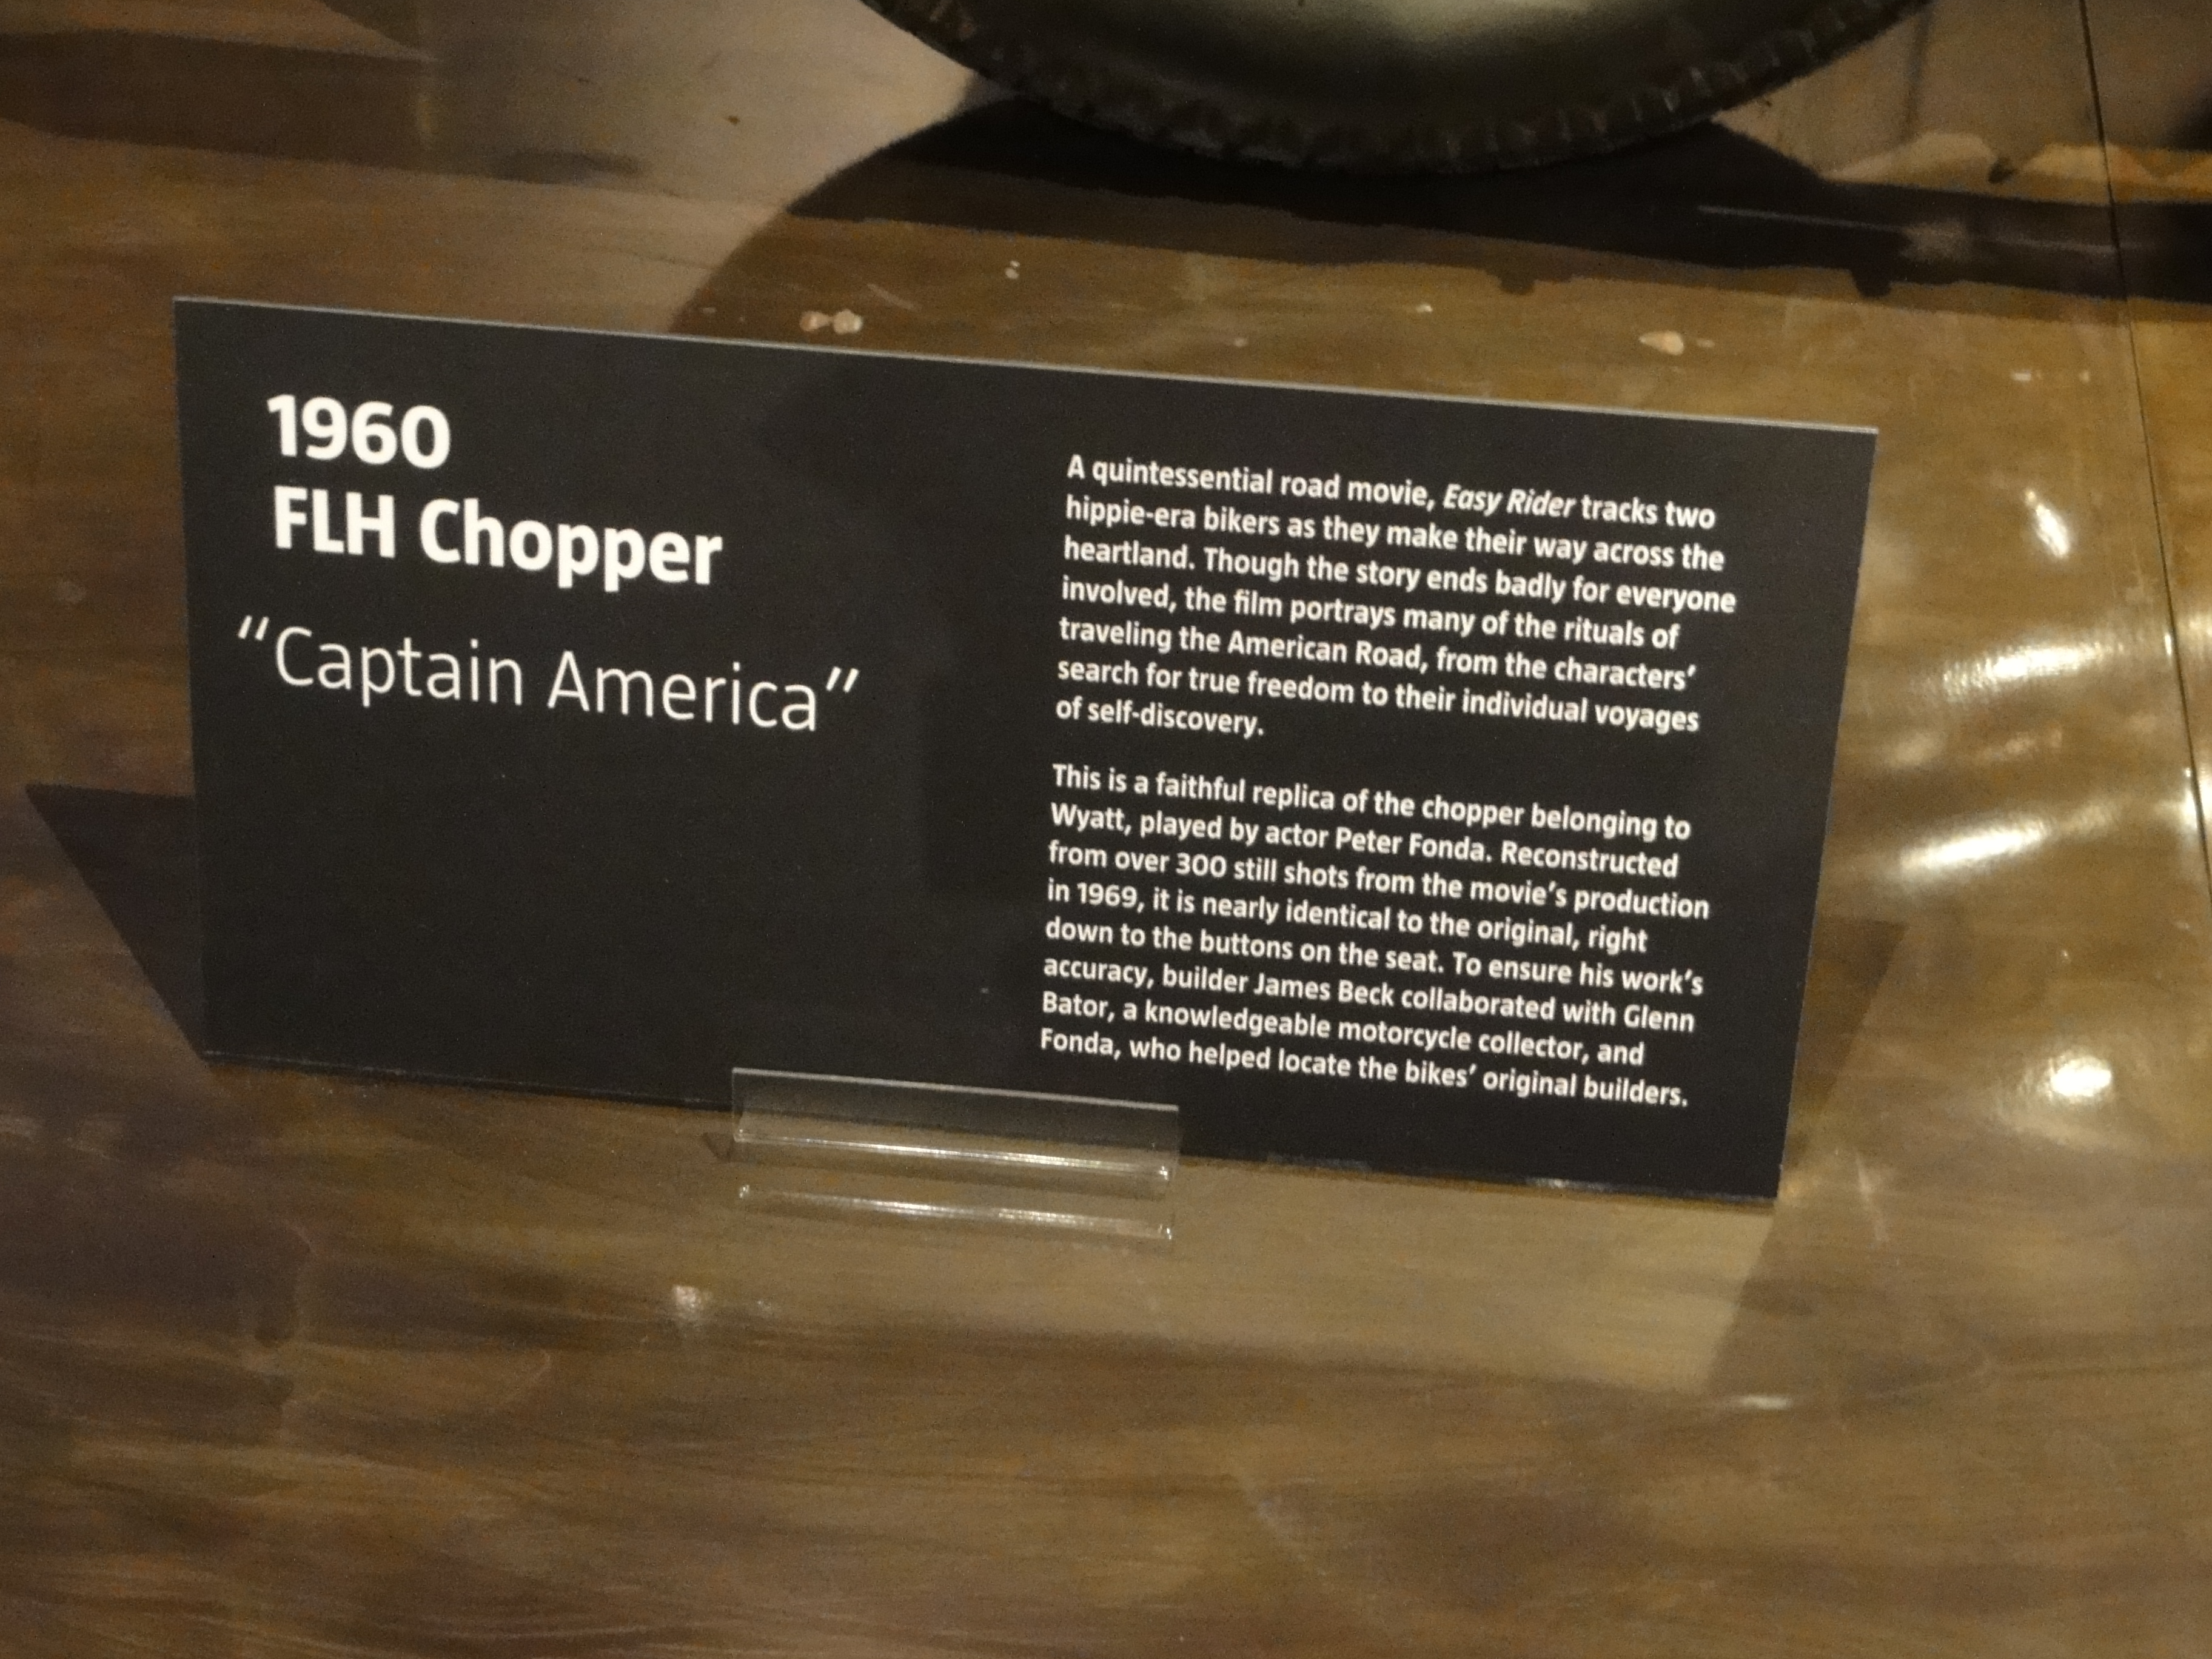 1960
FLH Chopper
“Captain America”
A quintessential road movie, Easy Rider tracks two
hippie-era bikers as they make their way across the
heartland. Though the story ends badly for everyone
involved, the film portrays many of the rituals of
traveling the American Road, from the characters’
search for true freedom to their individual voyages
of self-discovery.
This is a faithful replica of the chopper belonging to
Wyatt, played by actor Peter Fonda. Reconstructed
from over 300 still shots from the movie’s production
in 1969, it is nearly identical to the original, right
down to the buttons on the seat. To ensure his work’s
accuracy, builder James Beck collaborated with Glenn
Bator, a knowledgeable motorcycle collector, and
Fonda, who helped locate the bikes’ original builders.